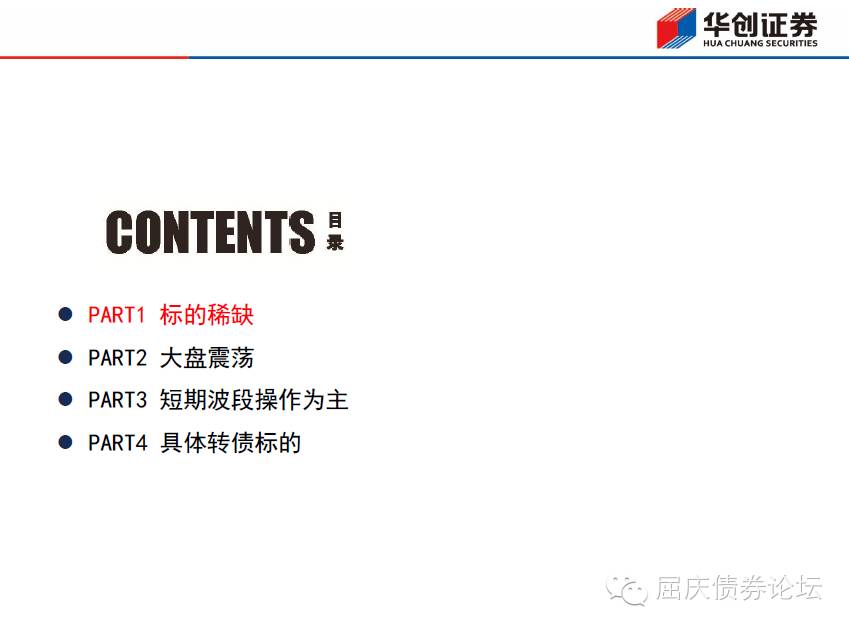 华创证券
HUA CHUANG SECURITIES
CONTENTS 目录
PART1 标的稀缺
PART2 大盘震荡
PART3 短期波段操作为主
PART4 具体转债标的
屈庆债券论坛